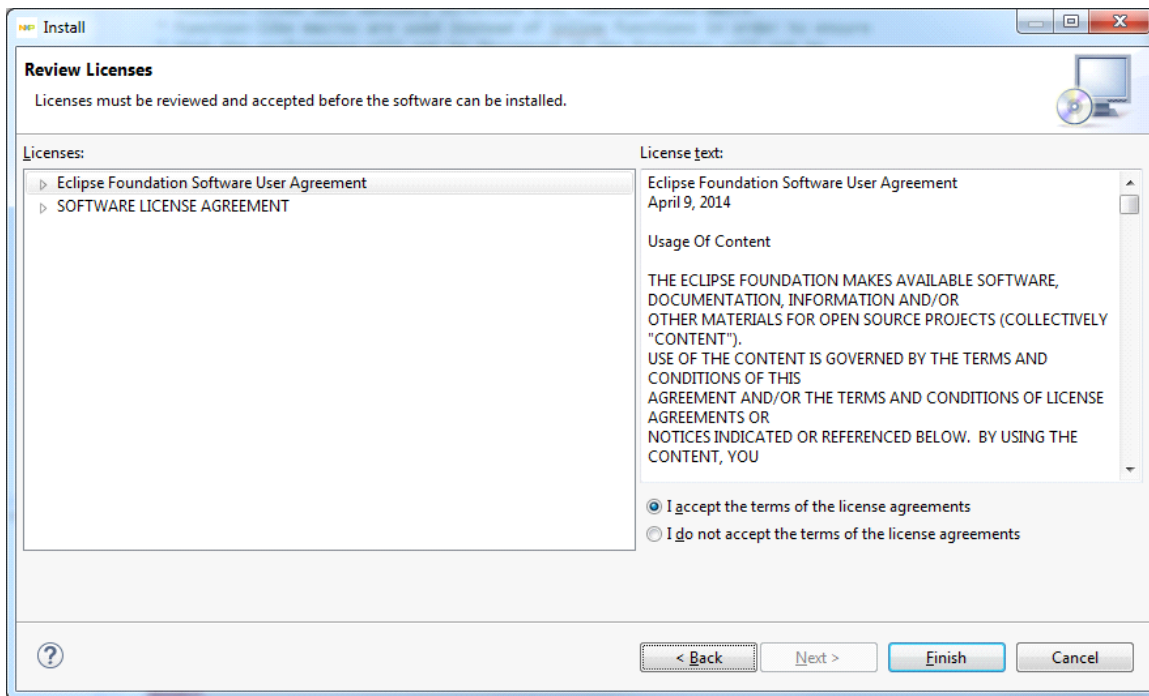 NXP Install
Review Licenses
Licenses must be reviewed and accepted before the software can be installed.
Licenses:
Eclipse Foundation Software User Agreement
SOFTWARE LICENSE AGREEMENT
License text:
Eclipse Foundation Software User Agreement
April 9, 2014
Usage Of Content
THE ECLIPSE FOUNDATION MAKES AVAILABLE SOFTWARE,
DOCUMENTATION, INFORMATION AND/OR
OTHER MATERIALS FOR OPEN SOURCE PROJECTS (COLLECTIVELY
"CONTENT").
USE OF THE CONTENT IS GOVERNED BY THE TERMS AND
CONDITIONS OF THIS
AGREEMENT AND/OR THE TERMS AND CONDITIONS OF LICENSE
AGREEMENTS OR
NOTICES INDICATED OR REFERENCED BELOW.  BY USING THE
CONTENT, YOU
I accept the terms of the license agreements
I do not accept the terms of the license agreements
?
< Back
Next >
Finish
Cancel